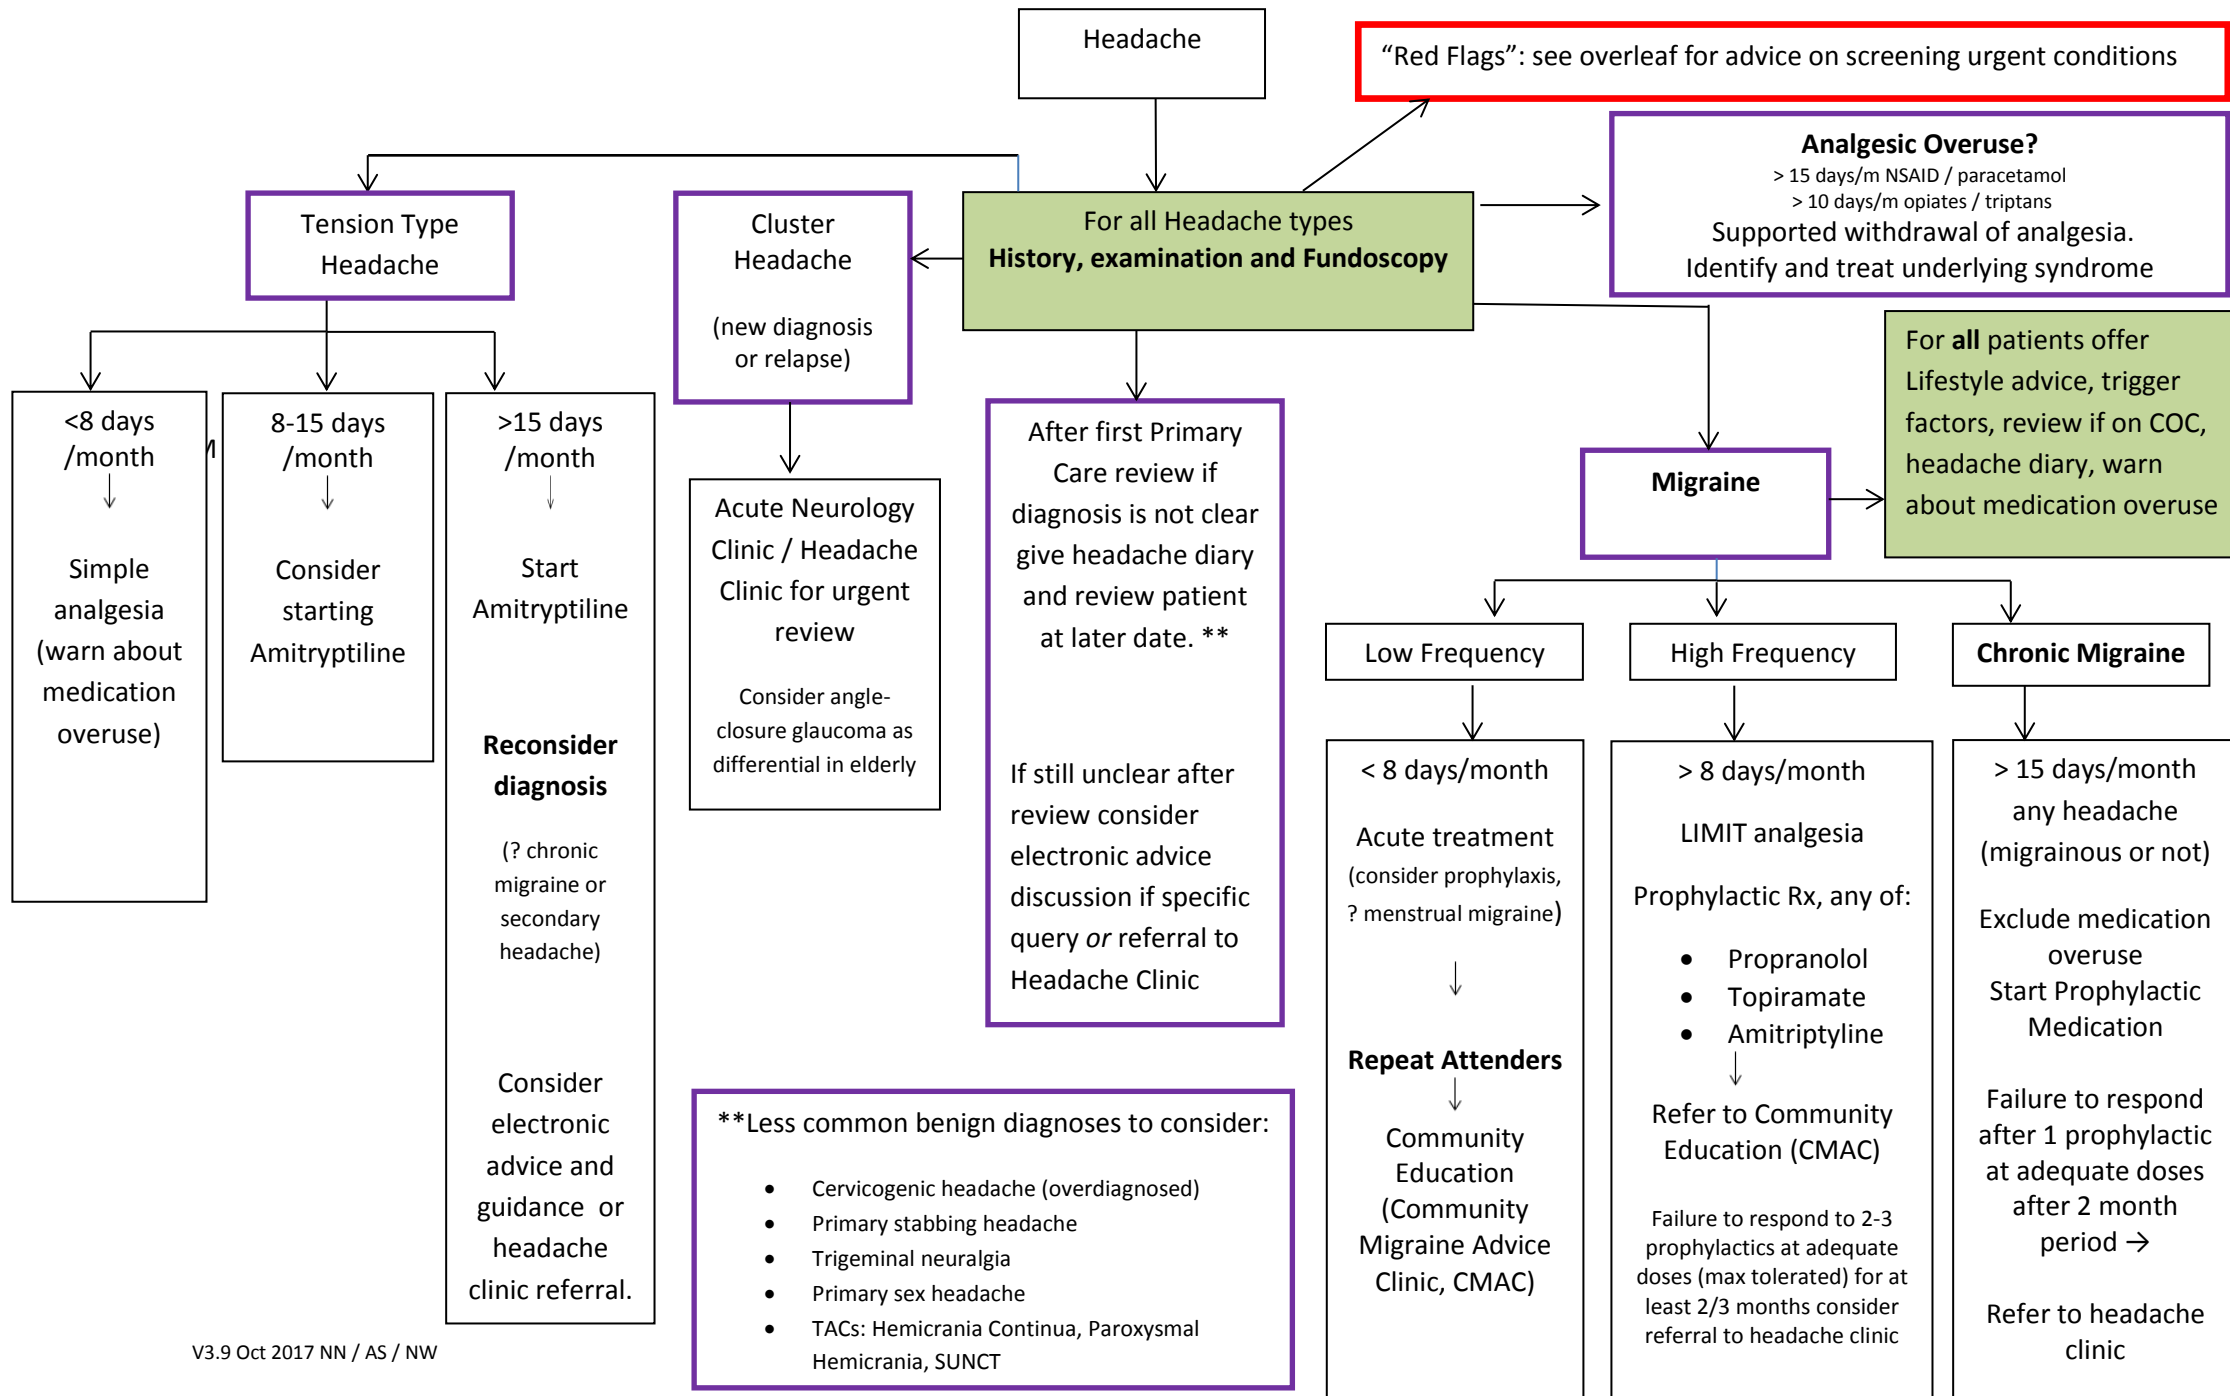 Headache
“Red Flags”: see overleaf for advice on screening urgent conditions
Analgesic Overuse?
> 15 days/m NSAID / paracetamol
> 10 days/m opiates / triptans
Supported withdrawal of analgesia.
Identify and treat underlying syndrome
For all Headache types
History, examination and Fundoscopy
Tension Type
Headache
Cluster
Headache
(new diagnosis
or relapse)
For all patients offer
Lifestyle advice, trigger
factors, review if on COC,
headache diary, warn
about medication overuse
Migraine
<8 days
/month
Simple
analgesia
(warn about
medication
overuse)
8-15 days
/month
Consider
starting
Amitryptiline
>15 days
/month
Start
Amitryptiline
Reconsider
diagnosis
(? chronic
migraine or
secondary
headache)
Consider
electronic
advice and
guidance or
headache
clinic referral.
Acute Neurology
Clinic / Headache
Clinic for urgent
review
Consider angle-
closure glaucoma as
differential in elderly
After first Primary
Care review if
diagnosis is not clear
give headache diary
and review patient
at later date. **
If still unclear after
review consider
electronic advice
discussion if specific
query or referral to
Headache Clinic
Low Frequency
High Frequency
Chronic Migraine
< 8 days/month
Acute treatment
(consider prophylaxis,
? menstrual migraine)
Repeat Attenders
Community
Education
(Community
Migraine Advice
Clinic, CMAC)
> 8 days/month
LIMIT analgesia
Prophylactic Rx, any of:
• Propranolol
• Topiramate
• Amitriptyline
Refer to Community
Education (CMAC)
Failure to respond to 2-3
prophylactics at adequate
doses (max tolerated) for at
least 2/3 months consider
referral to headache clinic
> 15 days/month
any headache
(migrainous or not)
Exclude medication
overuse
Start Prophylactic
Medication
Failure to respond
after 1 prophylactic
at adequate doses
after 2 month
period →
Refer to headache
clinic
**Less common benign diagnoses to consider:
• Cervicogenic headache (overdiagnosed)
• Primary stabbing headache
• Trigeminal neuralgia
• Primary sex headache
• TACs: Hemicrania Continua, Paroxysmal
Hemicrania, SUNCT
V3.9 Oct 2017 NN / AS / NW